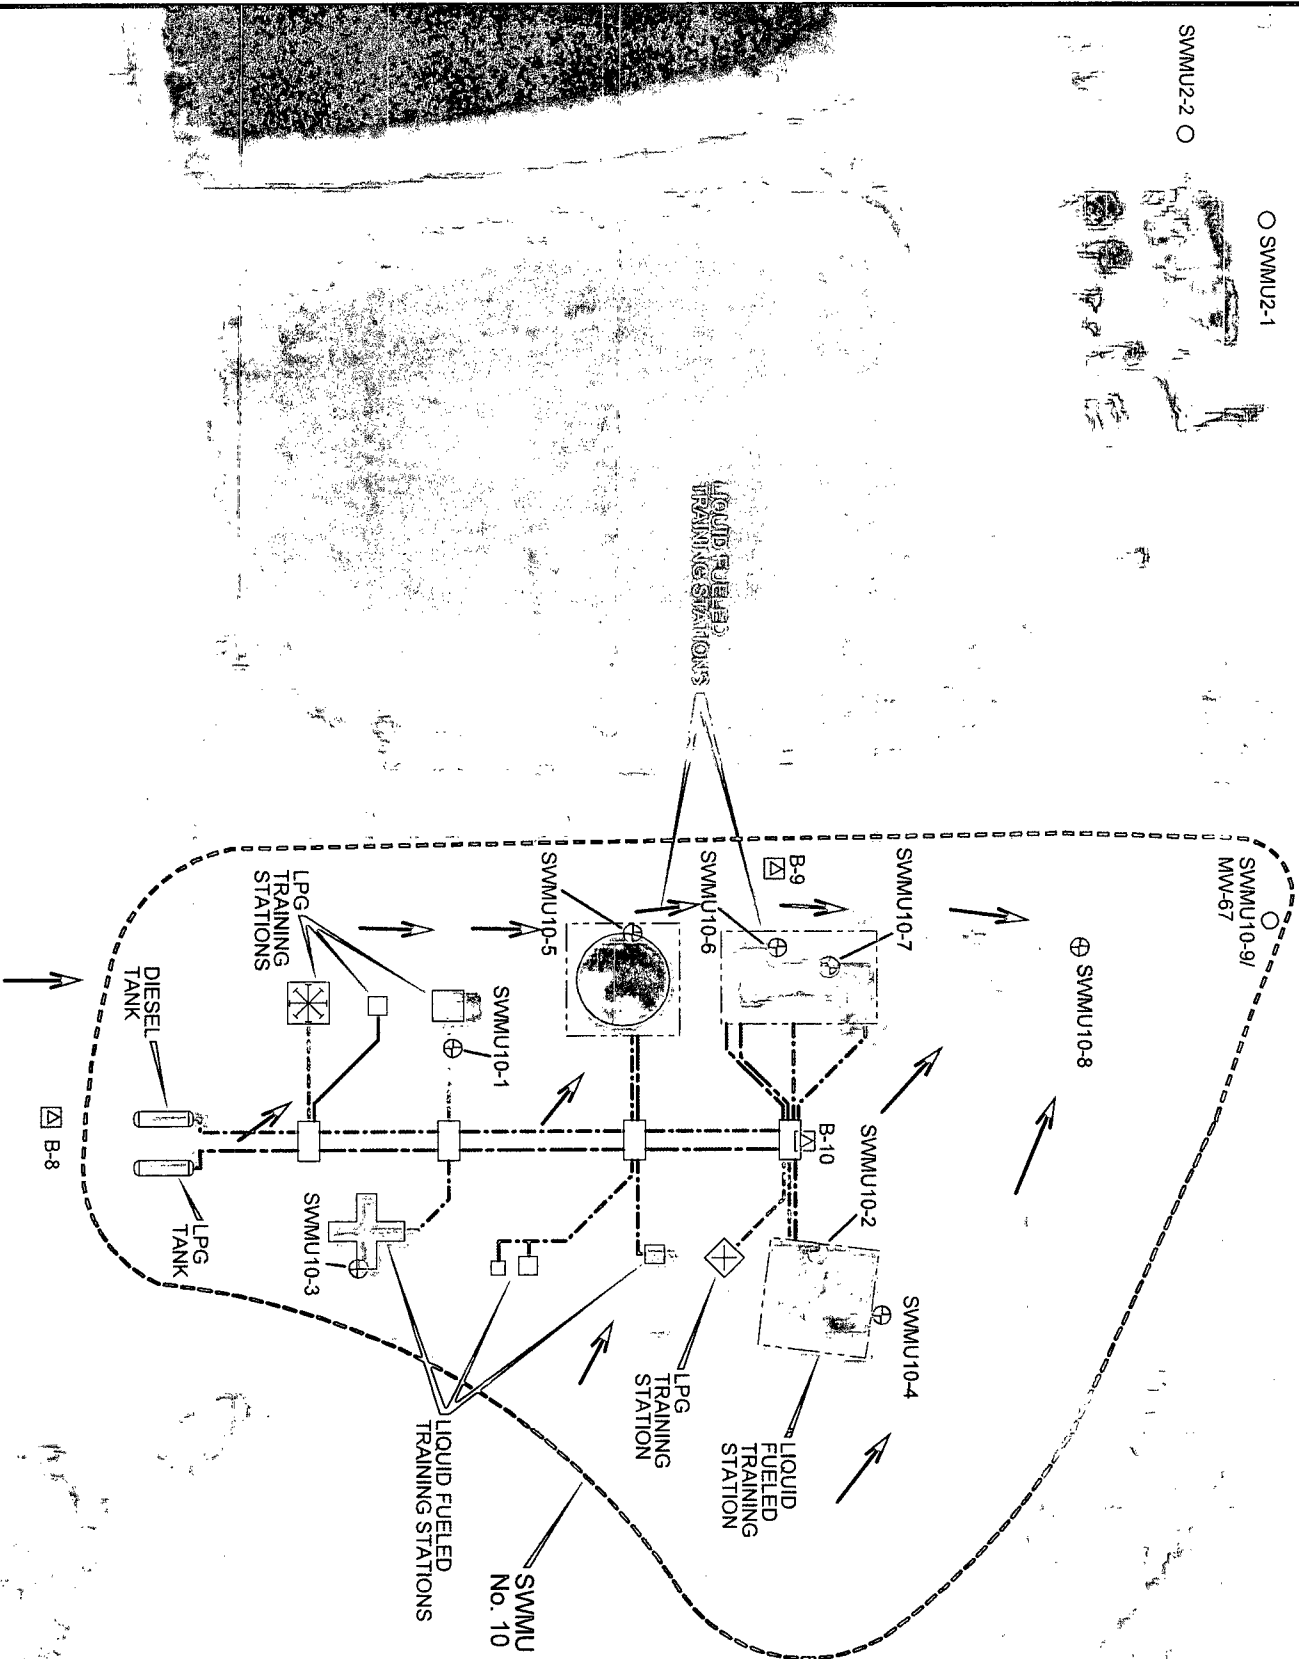 SWMU2-2
SWMU2-1
LIQUID FUELED
TRAINING STATIONS
SWMU10-9/
MW-67
SWMU10-8
SWMU10-7
B-9
SWMU10-6
SWMU10-5
LPG
TRAINING
STATIONS
SWMU10-1
DIESEL
TANK
B-10
SWMU10-2
SWMU10-4
B-8
LPG
TANK
SWMU10-3
LPG
TRAINING
STATION
LIQUID
FUELED
TRAINING
STATION
LIQUID FUELED
TRAINING STATIONS
SWMU
No. 10